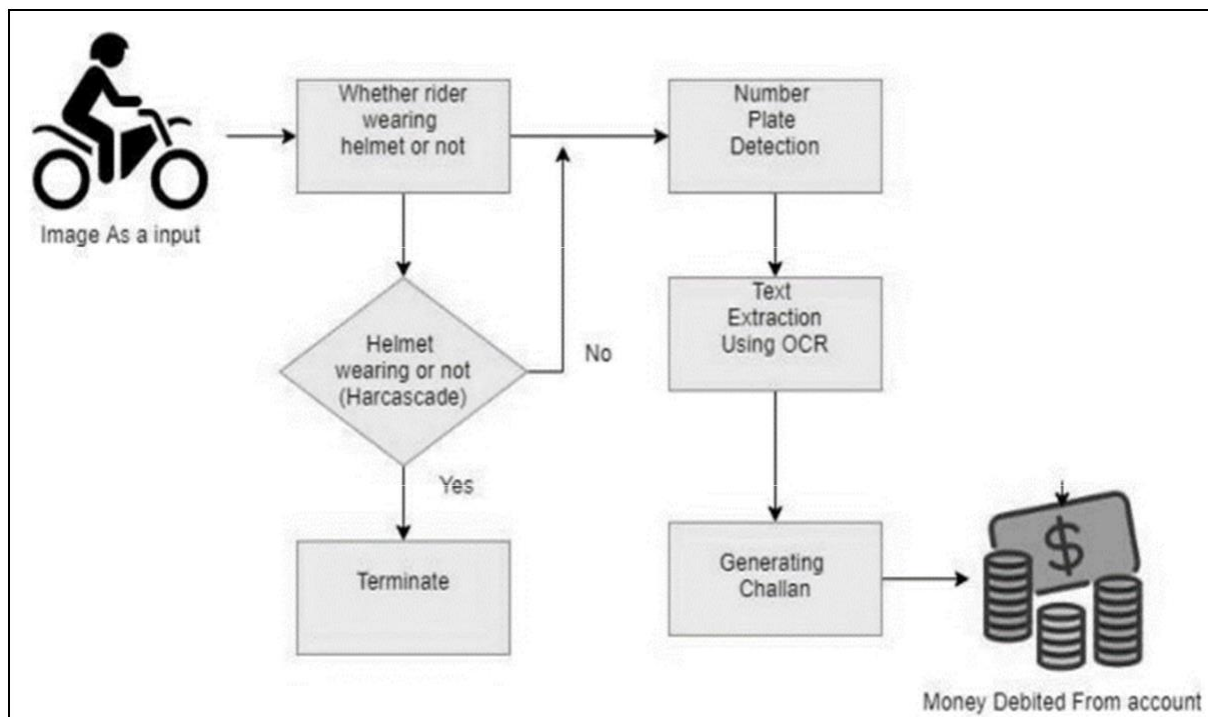 Image As a input
Whether rider
wearing
helmet or not
Helmet
wearing or not
(Harcascade)
No
Yes
Terminate
Number
Plate
Detection
Text
Extraction
Using OCR
Generating
Challan
$
Money Debited From account